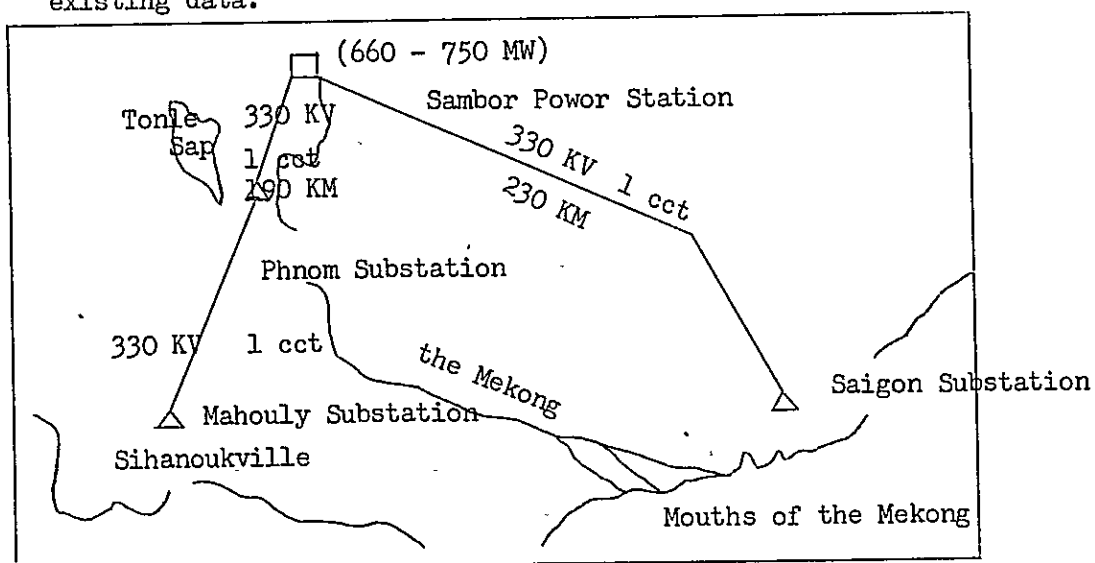 existing data.
(660 - 750 MW)
Sambor Powor Station
Tonle
Sap
330 KV
1 cct
190 KM
330 KV 1 cct
230 KM
Phnom Substation
330 KV 1 cct
the Mekong
Saigon Substation
Mahouly Substation
Sihanoukville
Mouths of the Mekong